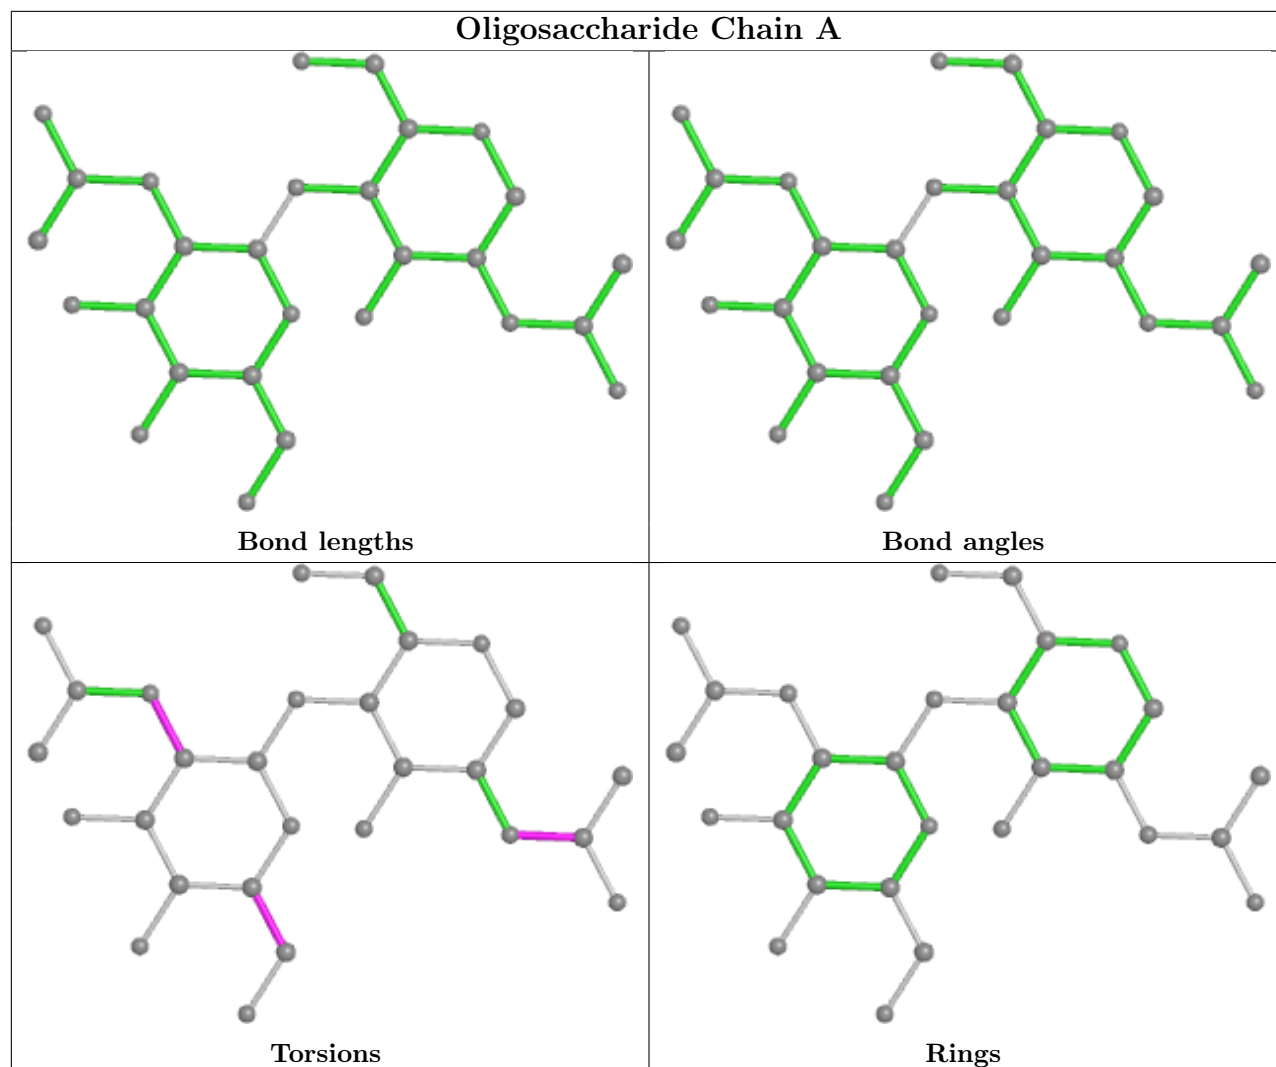 Oligosaccharide Chain A
Bond lengths
Bond angles
Torsions
Rings